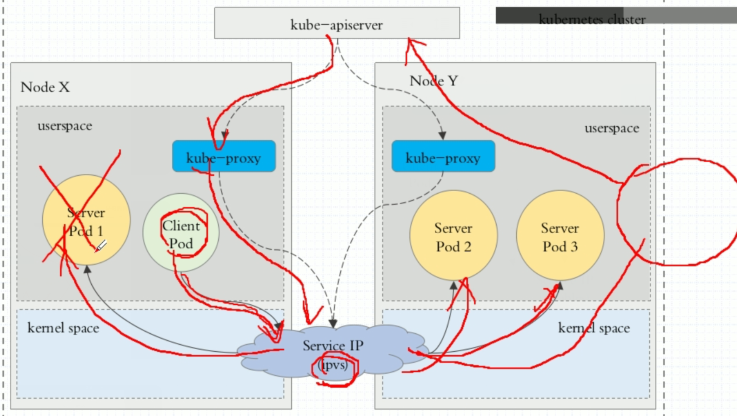 kube-apiserver
kubernetes cluster
Node X
Node Y
userspace
userspace
kube-proxy
kube-proxy
Server
Pod 1
Client
Pod
Server
Pod 2
Server
Pod 3
kernel space
kernel space
Service IP
(ipvs)